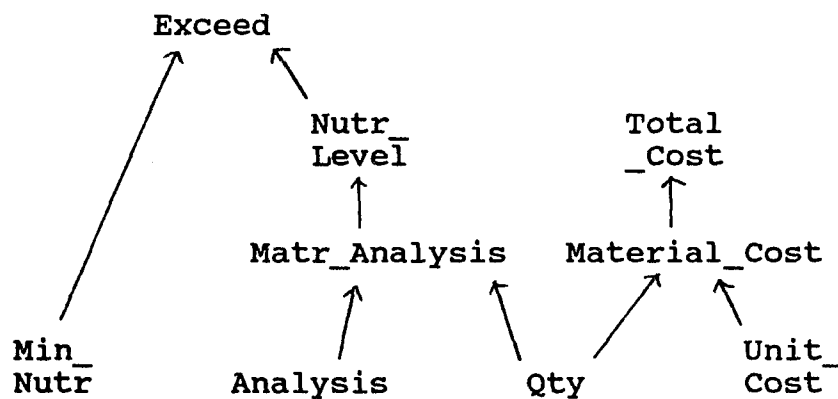 Exceed
Nutr_
Level
Total
_Cost
Matr_Analysis
Material_Cost
Min_
Nutr
Analysis
Qty
Unit_
Cost